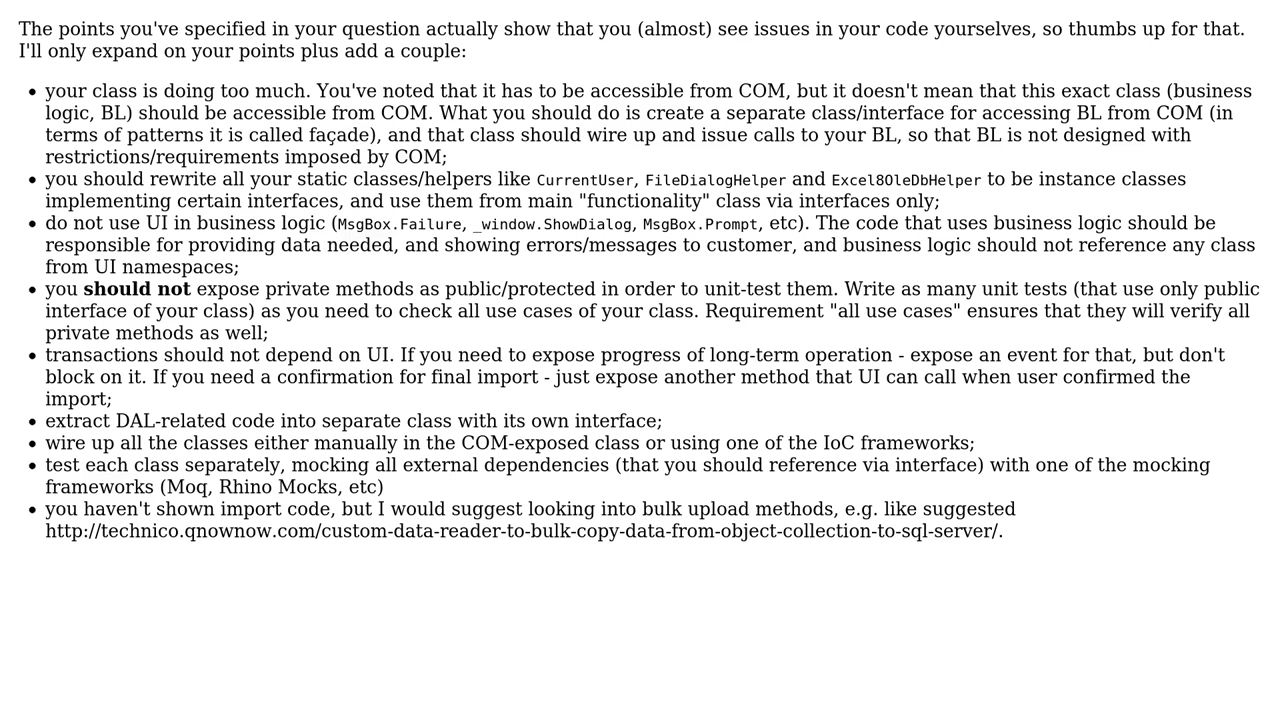 The points you've specified in your question actually show that you (almost) see issues in your code yourselves, so thumbs up for that.
I'll only expand on your points plus add a couple:
• your class is doing too much. You've noted that it has to be accessible from COM, but it doesn't mean that this exact class (business
logic, BL) should be accessible from COM. What you should do is create a separate class/interface for accessing BL from COM (in
terms of patterns it is called façade), and that class should wire up and issue calls to your BL, so that BL is not designed with
restrictions/requirements imposed by COM;
• you should rewrite all your static classes/helpers like CurrentUser, FileDialogHelper and Excel8OleDbHelper to be instance classes
implementing certain interfaces, and use them from main "functionality" class via interfaces only;
• do not use UI in business logic (MsgBox.Failure, _window.ShowDialog, MsgBox.Prompt, etc). The code that uses business logic should be
responsible for providing data needed, and showing errors/messages to customer, and business logic should not reference any class
from UI namespaces;
• you should not expose private methods as public/protected in order to unit-test them. Write as many unit tests (that use only public
interface of your class) as you need to check all use cases of your class. Requirement "all use cases" ensures that they will verify all
private methods as well;
• transactions should not depend on UI. If you need to expose progress of long-term operation - expose an event for that, but don't
block on it. If you need a confirmation for final import - just expose another method that UI can call when user confirmed the
import;
• extract DAL-related code into separate class with its own interface;
• wire up all the classes either manually in the COM-exposed class or using one of the IoC frameworks;
• test each class separately, mocking all external dependencies (that you should reference via interface) with one of the mocking
frameworks (Moq, Rhino Mocks, etc)
• you haven't shown import code, but I would suggest looking into bulk upload methods, e.g. like suggested
http://technico.qnownow.com/custom-data-reader-to-bulk-copy-data-from-object-collection-to-sql-server/.